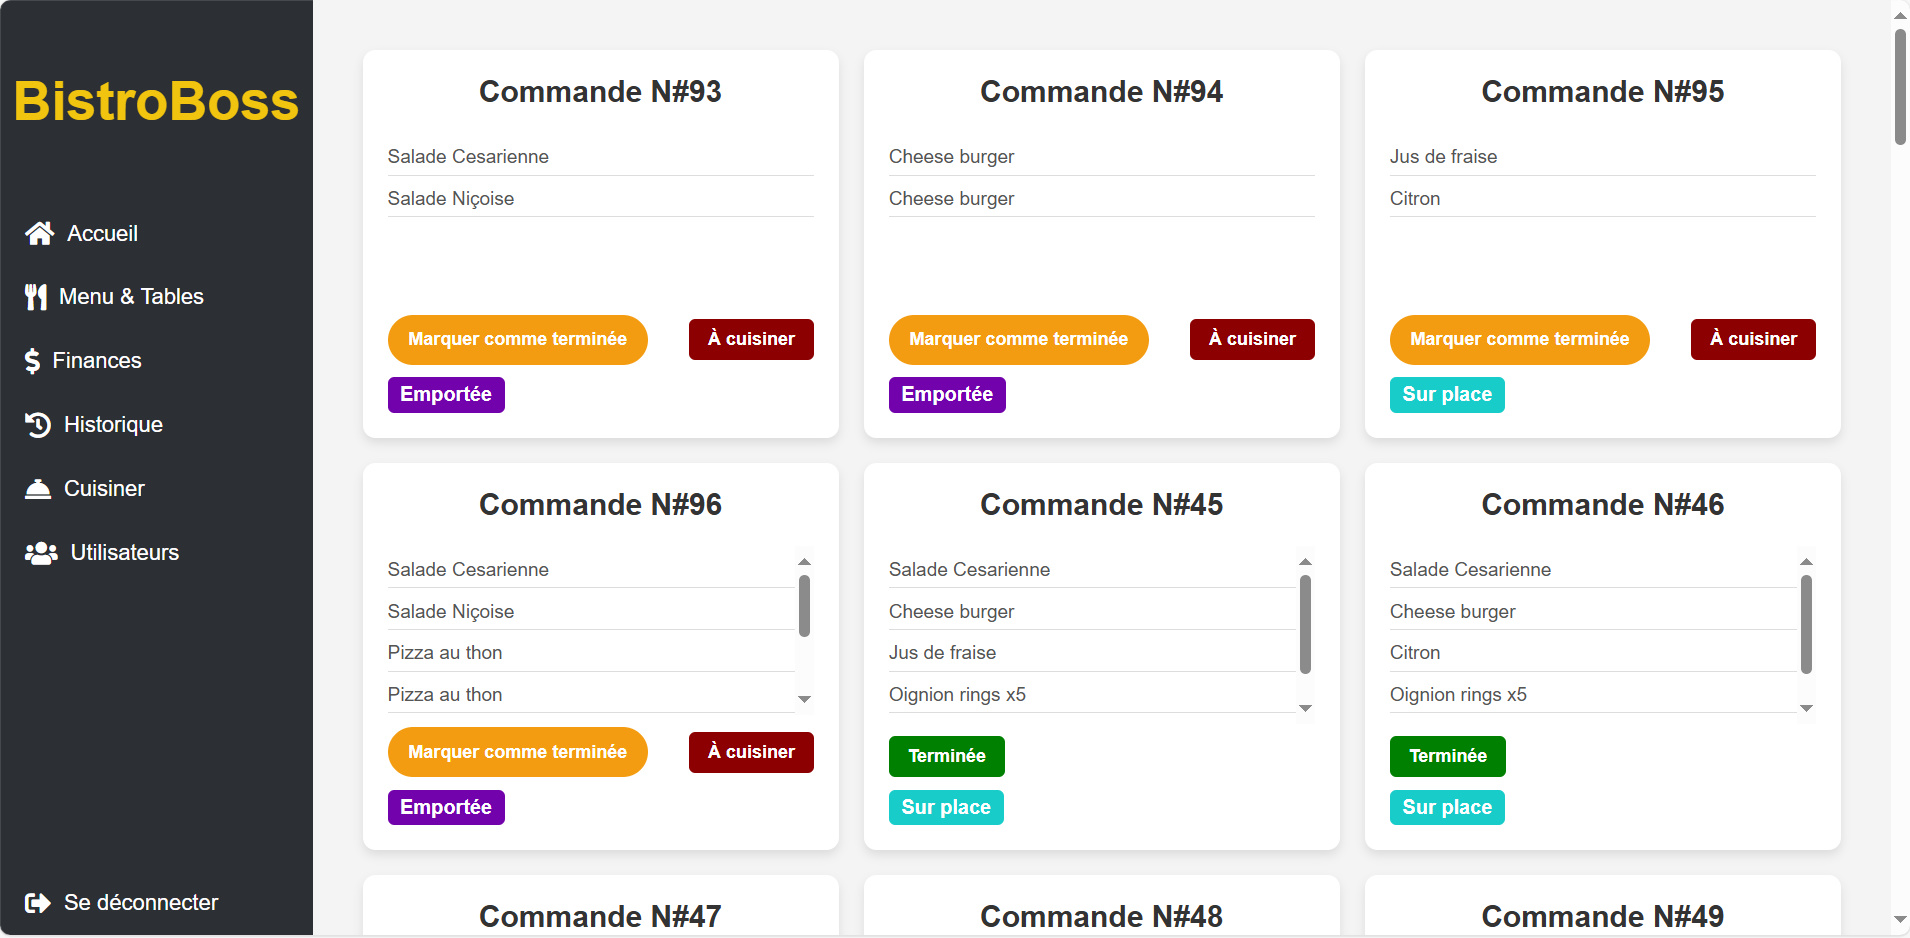 BistroBoss
Accueil
Menu & Tables
Finances
Historique
Cuisiner
Utilisateurs
Se déconnecter
Commande N#93
Salade Cesarienne
Salade Niçoise
Marquer comme terminée
À cuisiner
Emportée
Commande N#94
Cheese burger
Cheese burger
Marquer comme terminée
À cuisiner
Emportée
Commande N#95
Jus de fraise
Citron
Marquer comme terminée
À cuisiner
Sur place
Commande N#96
Salade Cesarienne
Salade Niçoise
Pizza au thon
Pizza au thon
Marquer comme terminée
À cuisiner
Emportée
Commande N#45
Salade Cesarienne
Cheese burger
Jus de fraise
Oignion rings x5
Terminée
Sur place
Commande N#46
Salade Cesarienne
Cheese burger
Citron
Oignion rings x5
Terminée
Sur place
Commande N#47
Commande N#48
Commande N#49